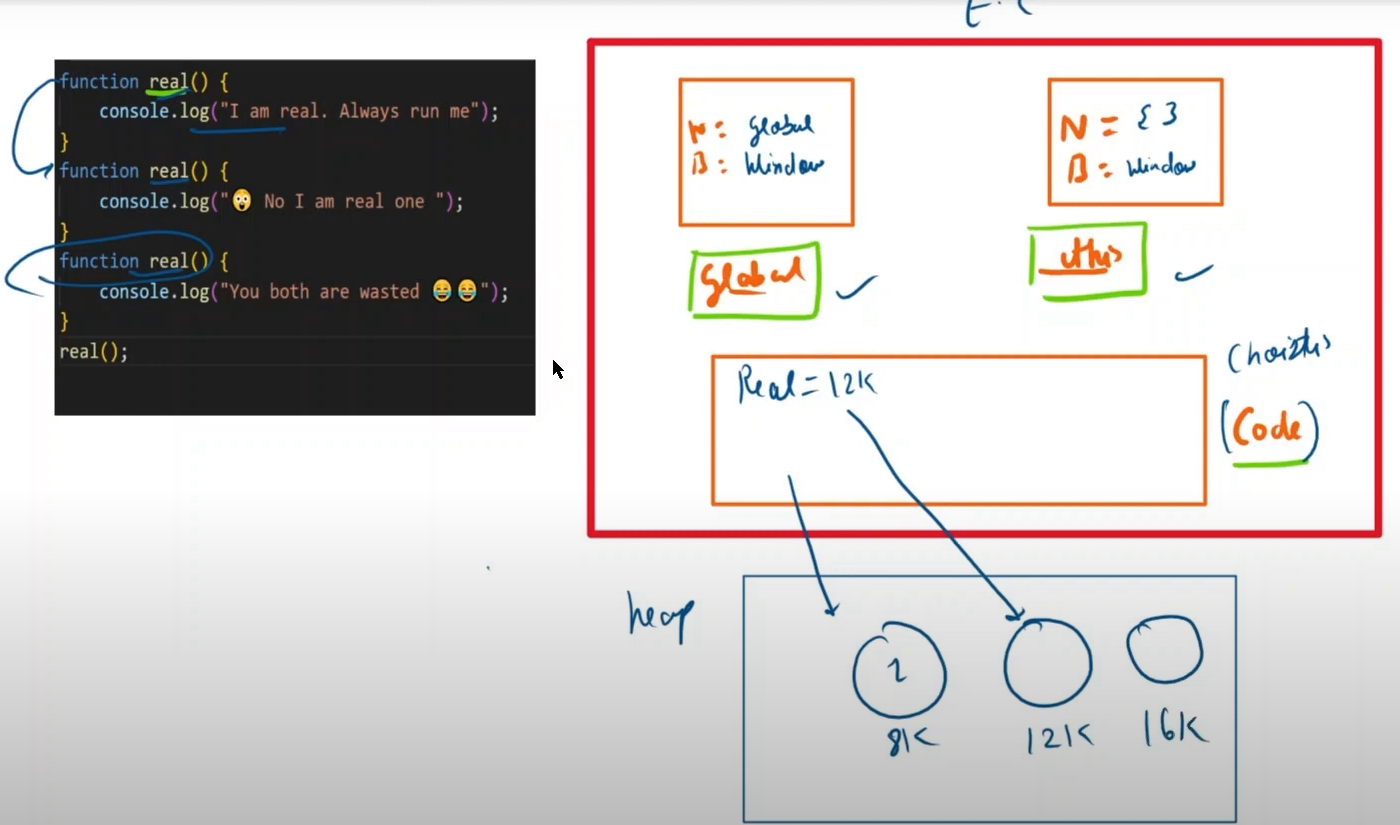 E.C
function real() {
console.log("I am real. Always run me");
}
function real() {
console.log("😲 No I am real one ");
}
function real() {
console.log("You both are wasted 😂😂");
}
real();
N: global
B: Window
N = { }
B: Window
Global
this
Real = 12K
(Code)
heap
8K
12K
16K